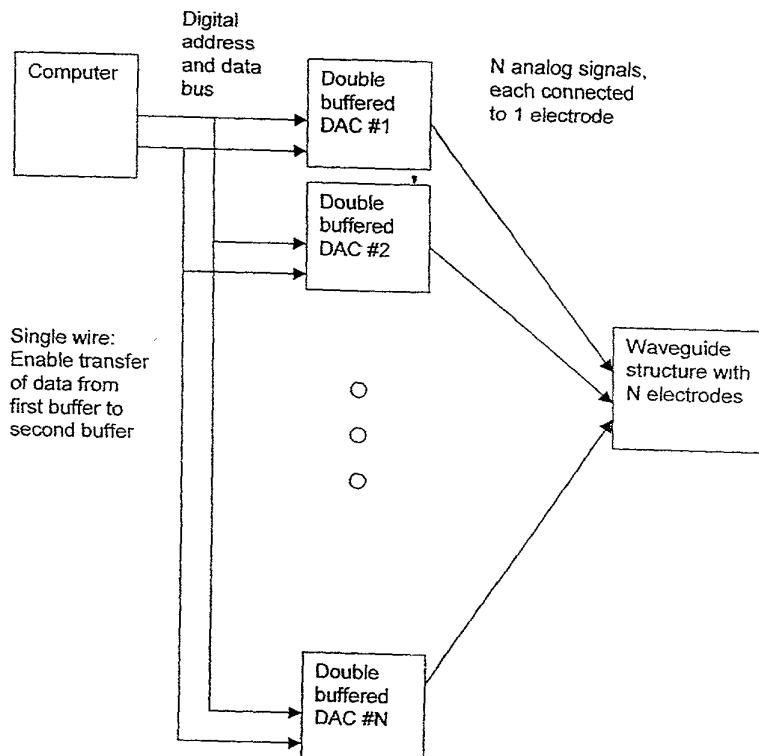 Digital
address
and data
bus
Computer
Double
buffered
DAC #1
N analog signals,
each connected
to 1 electrode
Double
buffered
DAC #2
Single wire:
Enable transfer
of data from
first buffer to
second buffer
Waveguide
structure with
N electrodes
Double
buffered
DAC #N